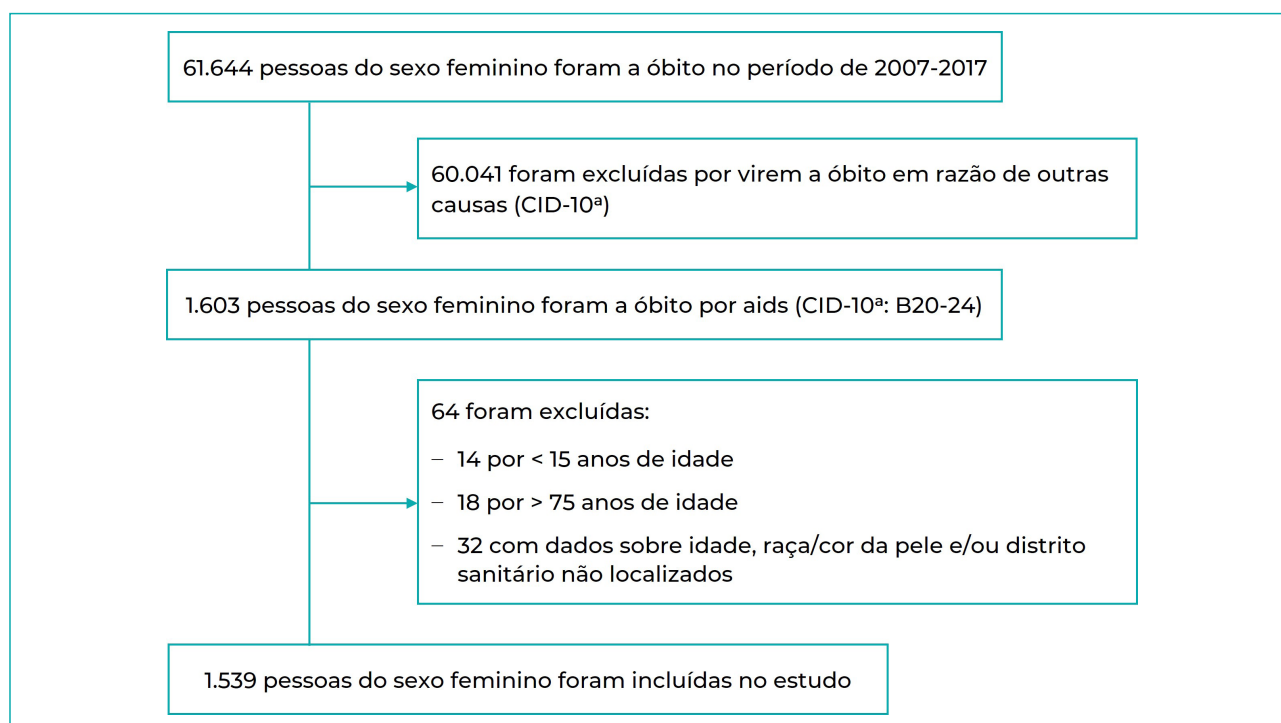 61.644 pessoas do sexo feminino foram a óbito no período de 2007-2017
60.041 foram excluídas por virem a óbito em razão de outras
causas (CID-10ª)
1.603 pessoas do sexo feminino foram a óbito por aids (CID-10ª: B20-24)
64 foram excluídas:
– 14 por < 15 anos de idade
– 18 por > 75 anos de idade
– 32 com dados sobre idade, raça/cor da pele e/ou distrito
sanitário não localizados
1.539 pessoas do sexo feminino foram incluídas no estudo